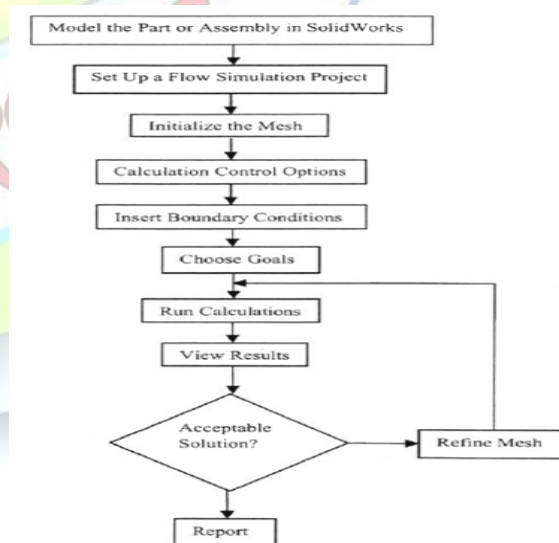 Model the Part or Assembly in SolidWorks
Set Up a Flow Simulation Project
Initialize the Mesh
Calculation Control Options
Insert Boundary Conditions
Choose Goals
Run Calculations
View Results
Acceptable
Solution?
Refine Mesh
Report